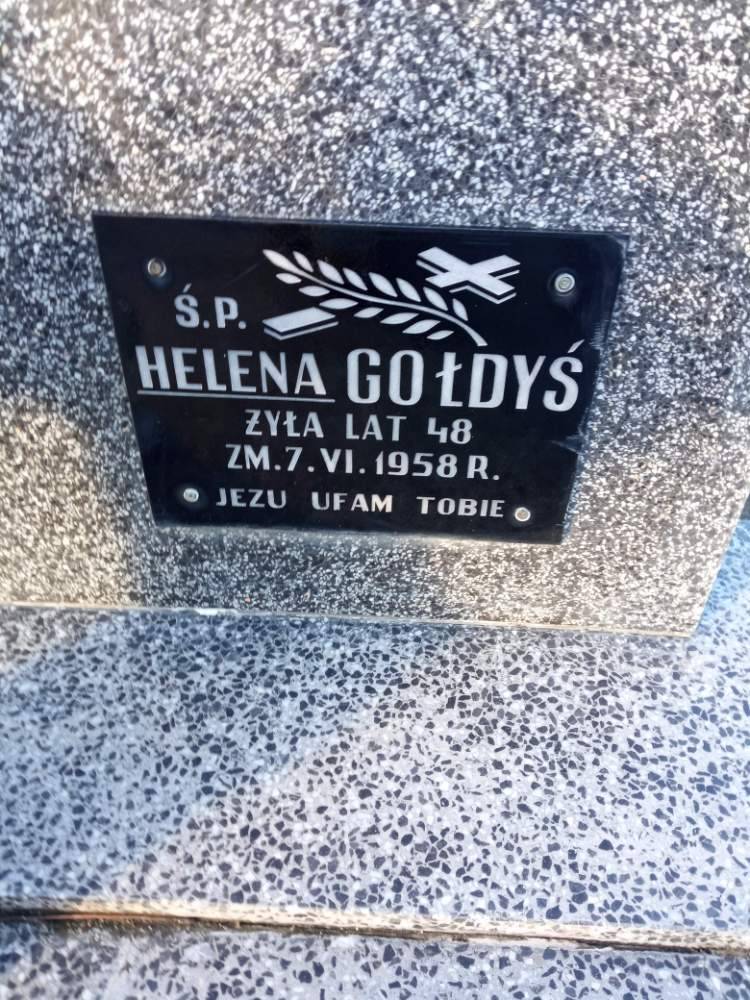 Ś.P.
HELENA GOŁDYŚ
ŻYŁA LAT 48
ZM. 7. VI. 1958 R.
JEZU UFAM TOBIE